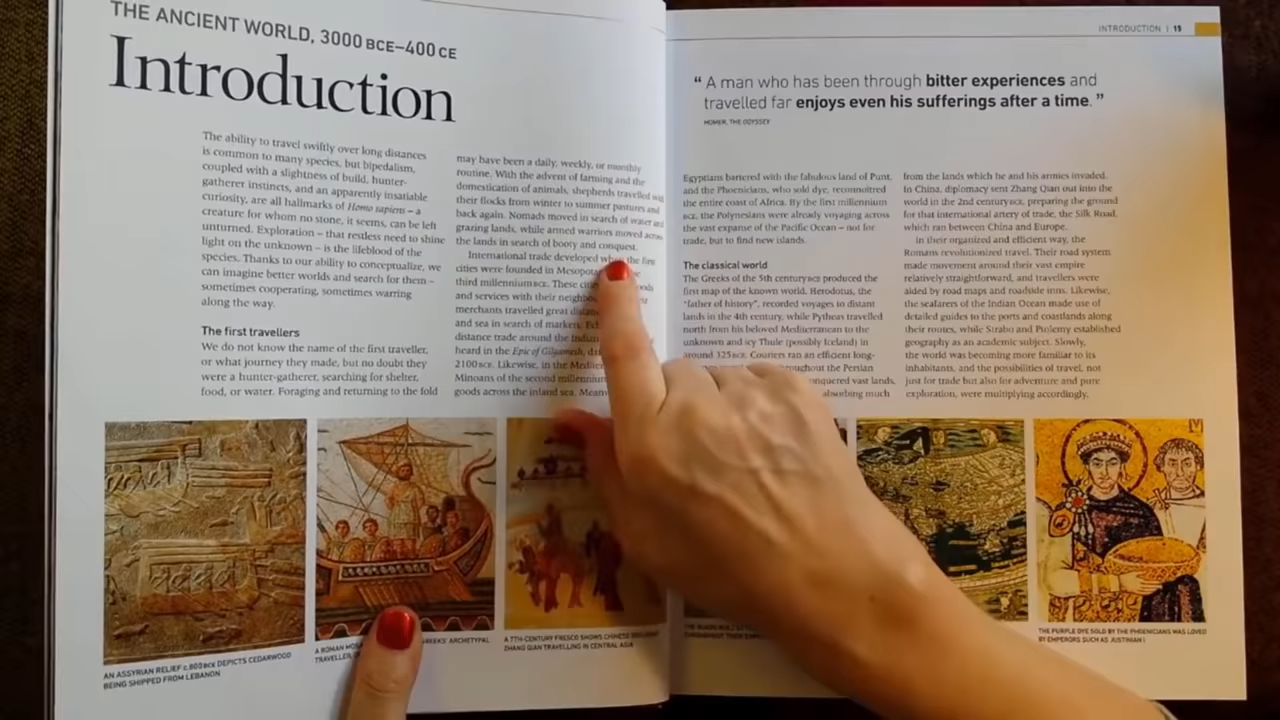 THE ANCIENT WORLD, 3000 BCE–400 CE
Introduction
The ability to travel swiftly over long distances
is common to many species, but bipedalism,
coupled with a slightness of build, hunter-
gatherer instincts, and an apparently insatiable
curiosity, are all hallmarks of Homo sapiens – a
creature for whom no stone, it seems, can be left
unturned. Exploration – that restless need to shine
light on the unknown – is the lifeblood of the
species. Thanks to our ability to conceptualize, we
can imagine better worlds and search for them –
sometimes cooperating, sometimes warring
along the way.
The first travellers
We do not know the name of the first traveller,
or what journey they made, but no doubt they
were a hunter-gatherer, searching for shelter,
food, or water. Foraging and returning to the fold
may have been a daily, weekly, or monthly
routine. With the advent of farming and the
domestication of animals, shepherds travelled with
their flocks from winter to summer pastures and
back again. Nomads moved in search of water and
grazing lands, while armed warriors moved across
the lands in search of booty and conquest.
International trade developed when the first
cities were founded in
third millennium BCE. These
and services with their
merchants travelled great
and sea in search of markets.
distance trade around the
heard in the Epic of Gilgamesh,
2100 BCE. Likewise, in the
Minoans of the second millennium
goods across the inland sea.
AN ASSYRIAN RELIEF c.800 BCE DEPICTS CEDARWOOD
BEING SHIPPED FROM LEBANON
A ROMAN ARCHETYPAL
TRAVELLER,
A 7TH-CENTURY FRESCO SHOWS CHINESE
ZHANG QIAN TRAVELLING IN CENTRAL ASIA
INTRODUCTION | 15
“ A man who has been through bitter experiences and
travelled far enjoys even his sufferings after a time. ”
HOMER, THE ODYSSEY
Egyptians bartered with the fabulous land of Punt,
and the Phoenicians, who sold dye, reconnoitred
the entire coast of Africa. By the first millennium
BCE, the Polynesians were already voyaging across
the vast expanse of the Pacific Ocean – not for
trade, but to find new islands.
The classical world
The Greeks of the 5th century BCE produced the
first map of the known world. Herodotus, the
“father of history”, recorded voyages to distant
lands in the 4th century, while Pytheas travelled
north from his beloved Mediterranean to the
unknown and icy Thule (possibly Iceland) in
around 325 BCE. Couriers ran an efficient long-
throughout the Persian
conquered vast lands,
absorbing much
from the lands which he and his armies invaded.
In China, diplomacy sent Zhang Qian out into the
world in the 2nd century BCE, preparing the ground
for that international artery of trade, the Silk Road,
which ran between China and Europe.
In their organized and efficient way, the
Romans revolutionized travel. Their road system
made movement around their vast empire
relatively straightforward, and travellers were
aided by road maps and roadside inns. Likewise,
the seafarers of the Indian Ocean made use of
detailed guides to the ports and coastlands along
their routes, while Strabo and Ptolemy established
geography as an academic subject. Slowly,
the world was becoming more familiar to its
inhabitants, and the possibilities of travel, not
just for trade but also for adventure and pure
exploration, were multiplying accordingly.
THROUGHOUT THEIR
THE PURPLE DYE SOLD BY THE PHOENICIANS WAS LOVED
BY EMPERORS SUCH AS JUSTINIAN I